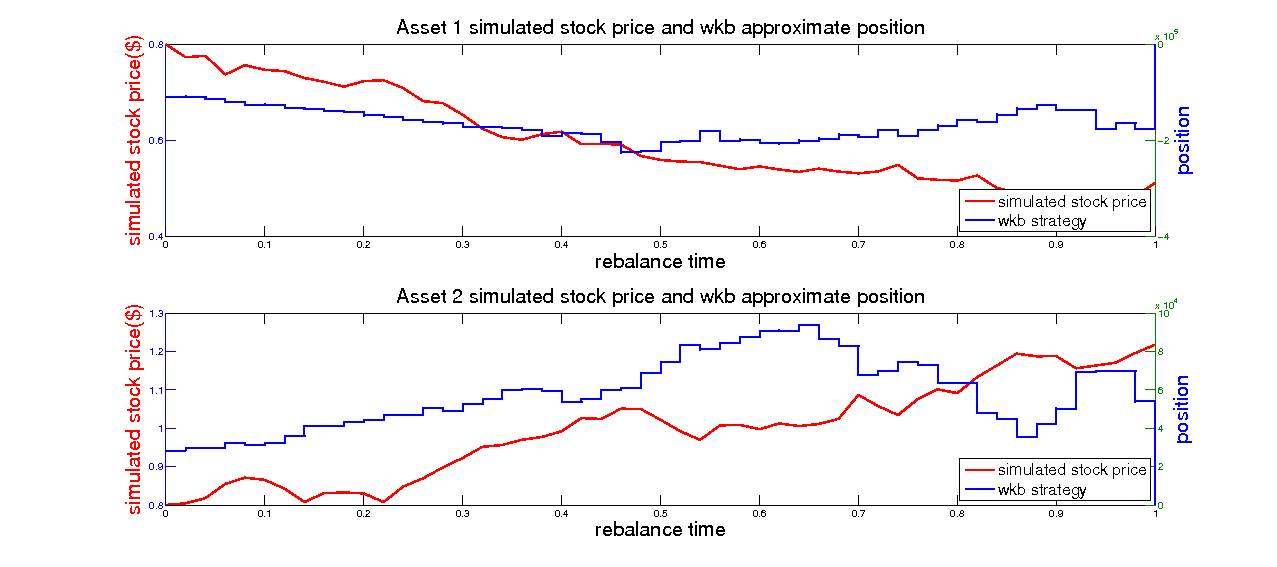 Asset 1 simulated stock price and wkb approximate position
x 10⁵
simulated stock price($)
0.8
0.6
0.4
0
−2
−4
position
simulated stock price
wkb strategy
0 0.1 0.2 0.3 0.4 0.5 0.6 0.7 0.8 0.9 1
rebalance time
Asset 2 simulated stock price and wkb approximate position
x 10⁴
simulated stock price($)
1.3
1.2
1.1
1
0.9
0.8
10
8
6
4
2
0
position
simulated stock price
wkb strategy
0 0.1 0.2 0.3 0.4 0.5 0.6 0.7 0.8 0.9 1
rebalance time